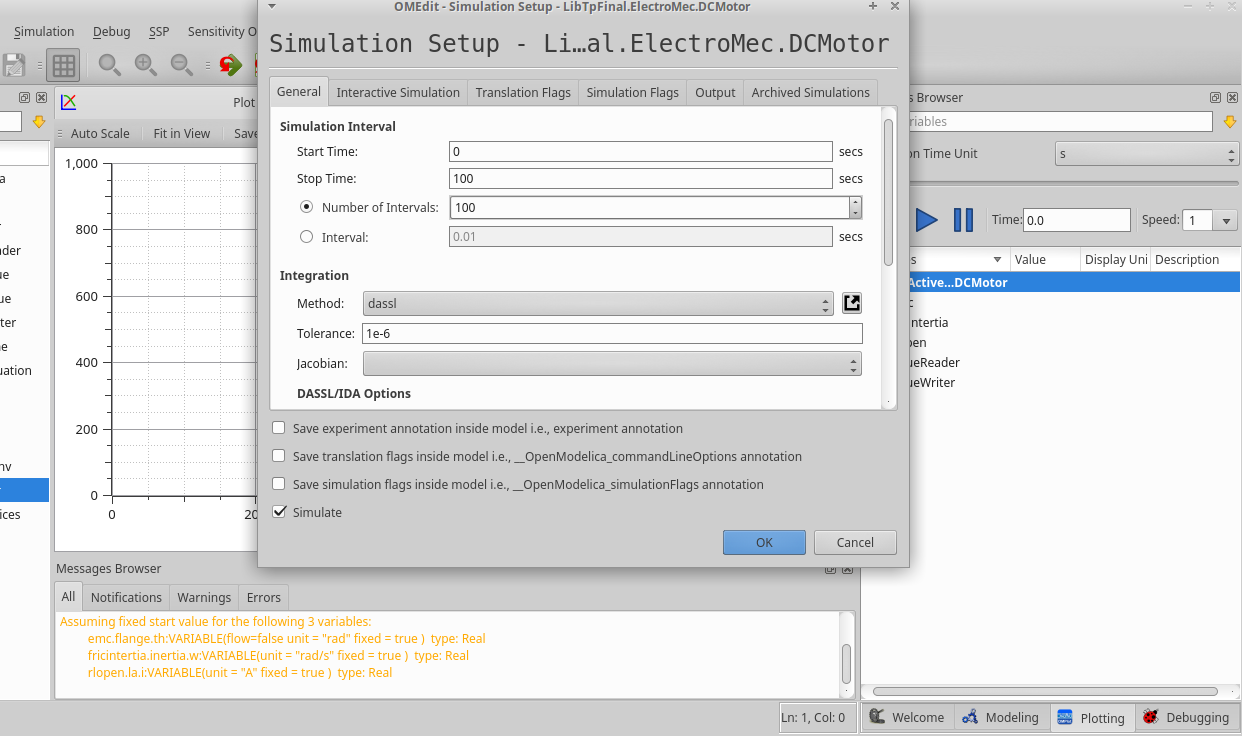 OMEdit - Simulation Setup - LibTpFinal.ElectroMec.DCMotor
Simulation Setup - Li…al.ElectroMec.DCMotor
Simulation Debug SSP Sensitivity O
General Interactive Simulation Translation Flags Simulation Flags Output Archived Simulations
Simulation Interval
Start Time: 0 secs
Stop Time: 100 secs
Number of Intervals: 100
Interval: 0.01 secs
Integration
Method: dassl
Tolerance: 1e-6
Jacobian:
DASSL/IDA Options
Save experiment annotation inside model i.e., experiment annotation
Save translation flags inside model i.e., __OpenModelica_commandLineOptions annotation
Save simulation flags inside model i.e., __OpenModelica_simulationFlags annotation
Simulate
OK Cancel
Plot
Auto Scale Fit in View Save
1,000
800
600
400
200
0
0 20
a
der
ue
ue
ter
e
uation
nv
ices
s Browser
riables
on Time Unit s
Time: 0.0 Speed: 1
s Value Display Uni Description
Active...DCMotor
c
ntertia
pen
ueReader
ueWriter
Messages Browser
All Notifications Warnings Errors
Assuming fixed start value for the following 3 variables:
emc.flange.th:VARIABLE(flow=false unit = "rad" fixed = true ) type: Real
fricintertia.inertia.w:VARIABLE(unit = "rad/s" fixed = true ) type: Real
rlopen.la.i:VARIABLE(unit = "A" fixed = true ) type: Real
Ln: 1, Col: 0 Welcome Modeling Plotting Debugging